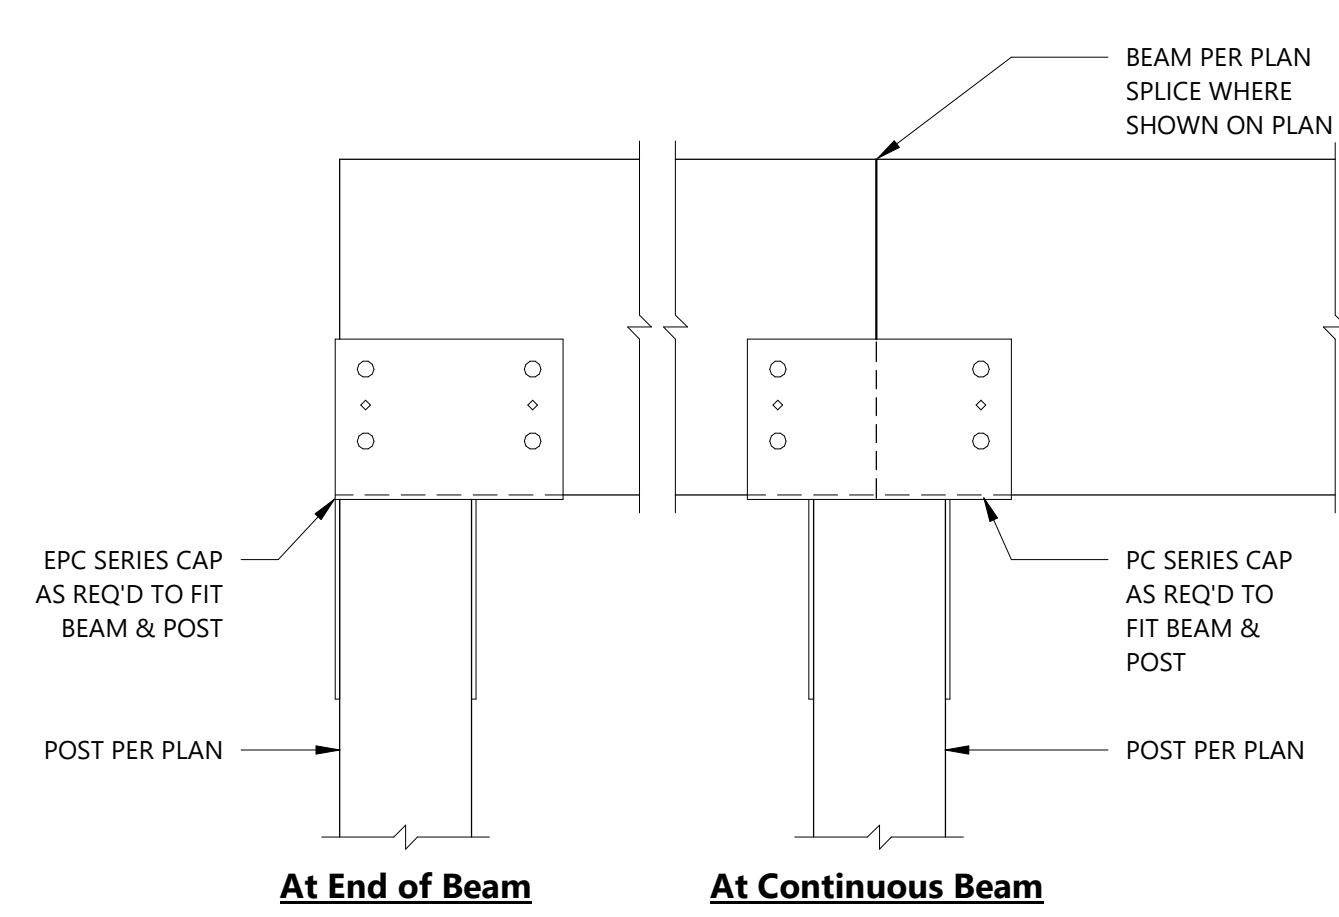 BEAM PER PLAN
SPLICE WHERE
SHOWN ON PLAN
EPC SERIES CAP
AS REQ'D TO FIT
BEAM & POST
PC SERIES CAP
AS REQ'D TO
FIT BEAM &
POST
POST PER PLAN
POST PER PLAN
At End of Beam
At Continuous Beam